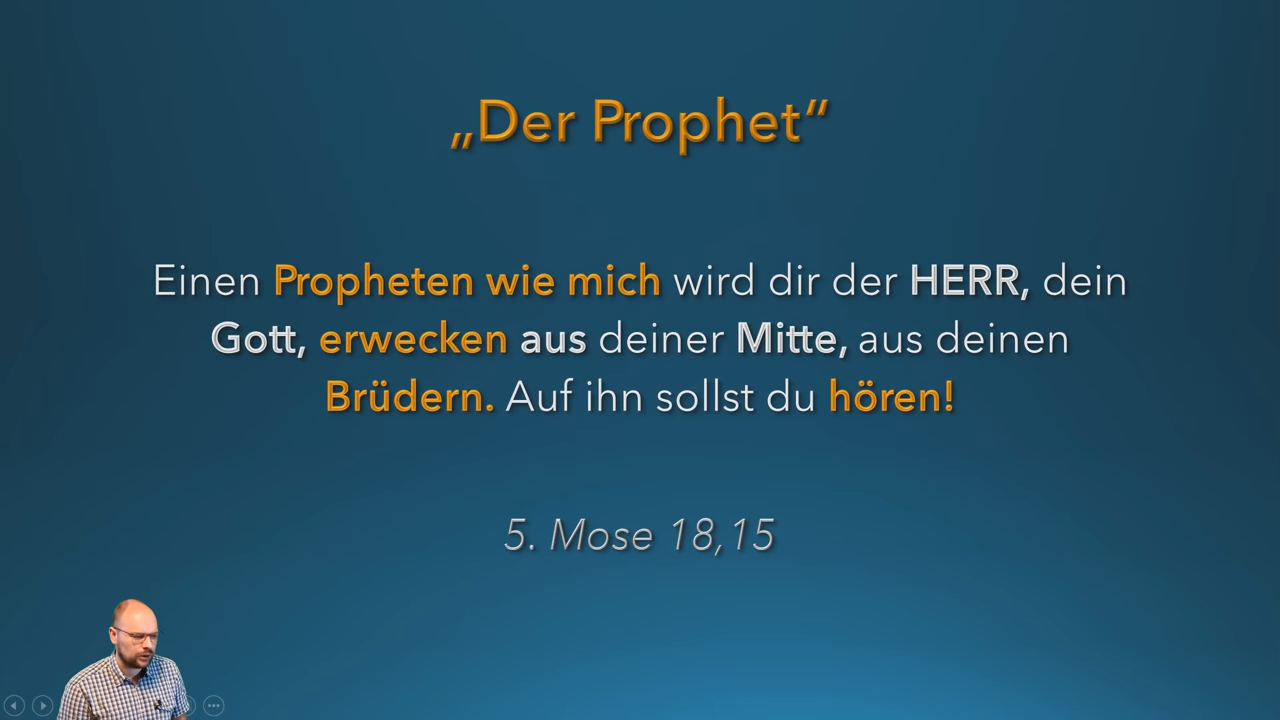 „Der Prophet“
Einen Propheten wie mich wird dir der HERR, dein
Gott, erwecken aus deiner Mitte, aus deinen
Brüdern. Auf ihn sollst du hören!
5. Mose 18,15